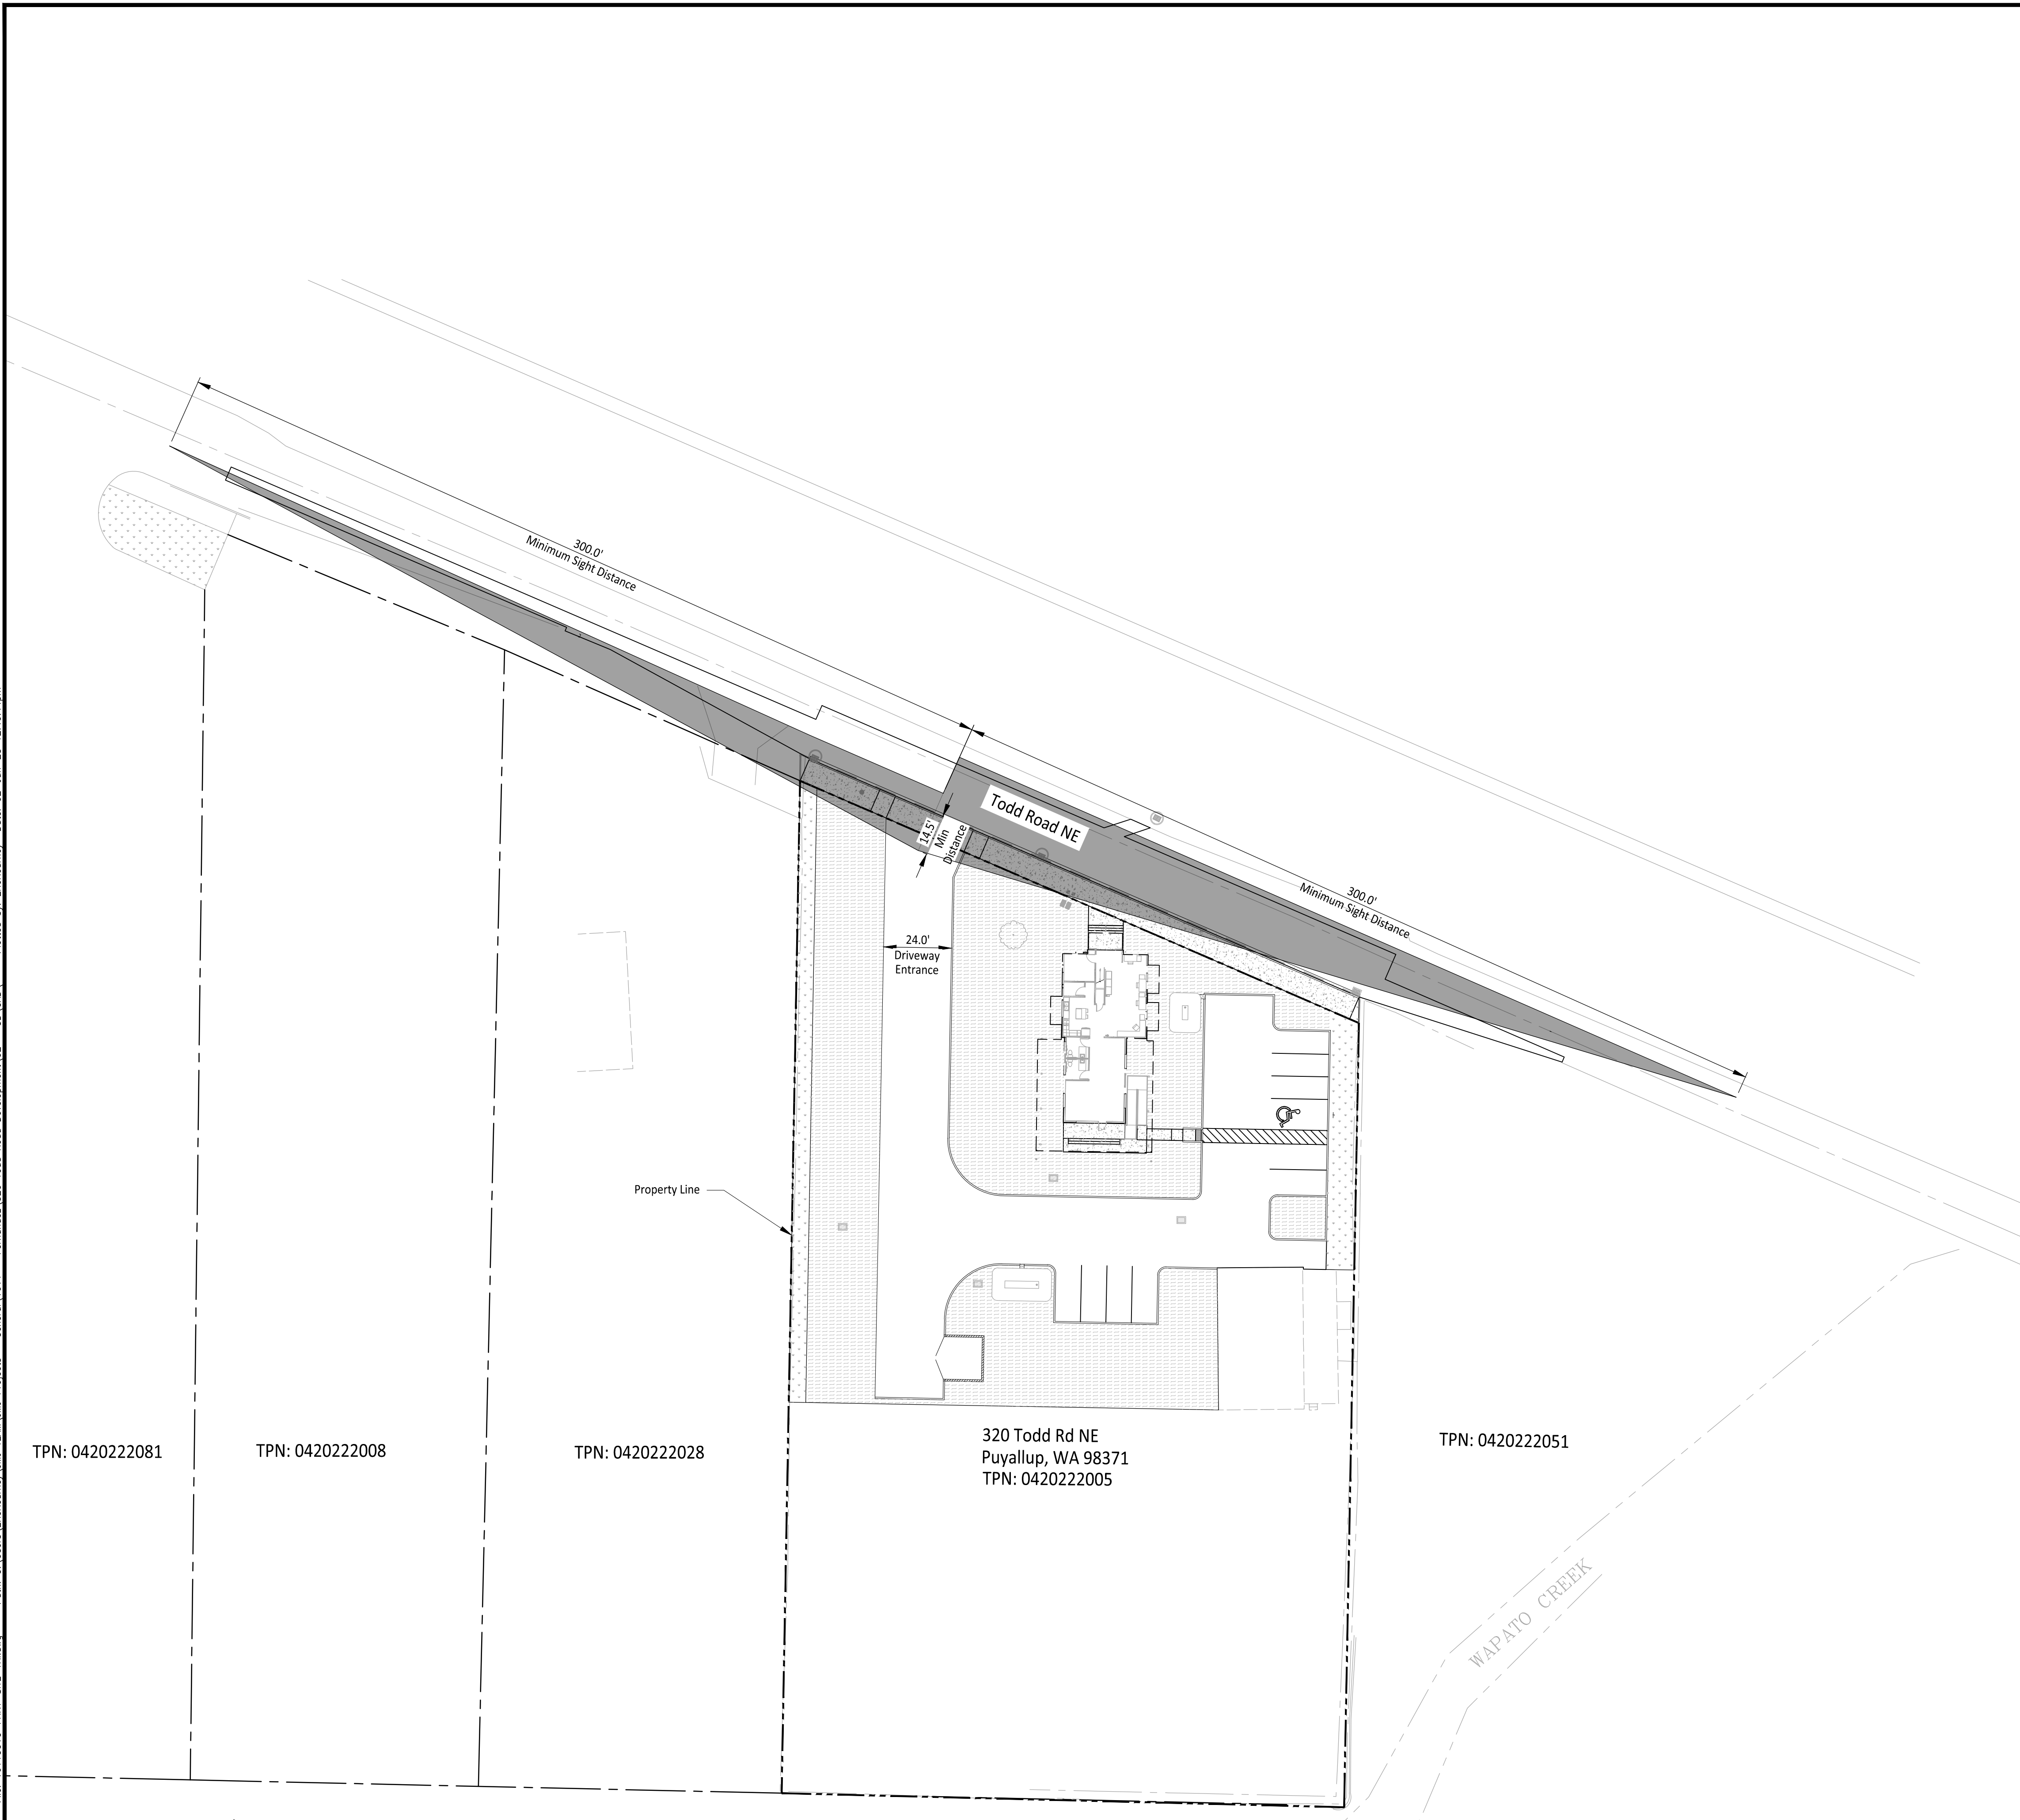 300.0'
Minimum Sight Distance
Todd Road NE
14.5'
Min
Distance
300.0'
Minimum Sight Distance
24.0'
Driveway
Entrance
Property Line
TPN: 0420222081
TPN: 0420222008
TPN: 0420222028
320 Todd Rd NE
Puyallup, WA 98371
TPN: 0420222005
TPN: 0420222051
WAPATO CREEK